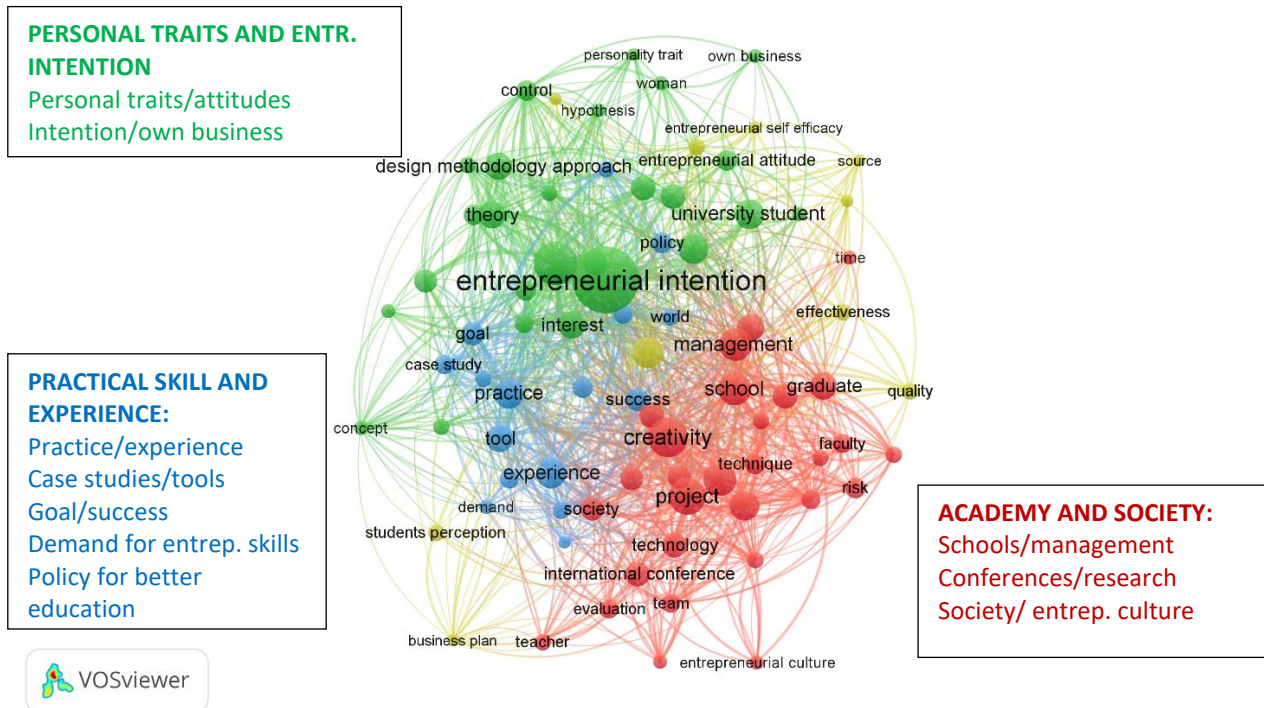 PERSONAL TRAITS AND ENTR.
INTENTION
Personal traits/attitudes
Intention/own business
PRACTICAL SKILL AND
EXPERIENCE:
Practice/experience
Case studies/tools
Goal/success
Demand for entrep. skills
Policy for better
education
VOSviewer
personality trait
own business
control
woman
hypothesis
entrepreneurial self efficacy
design methodology approach
entrepreneurial attitude
source
theory
university student
policy
time
entrepreneurial intention
effectiveness
goal
interest
world
management
case study
practice
success
school
graduate
quality
concept
tool
creativity
faculty
experience
technique
risk
demand
society
project
students perception
technology
international conference
evaluation
team
business plan
teacher
entrepreneurial culture
ACADEMY AND SOCIETY:
Schools/management
Conferences/research
Society/ entrep. culture